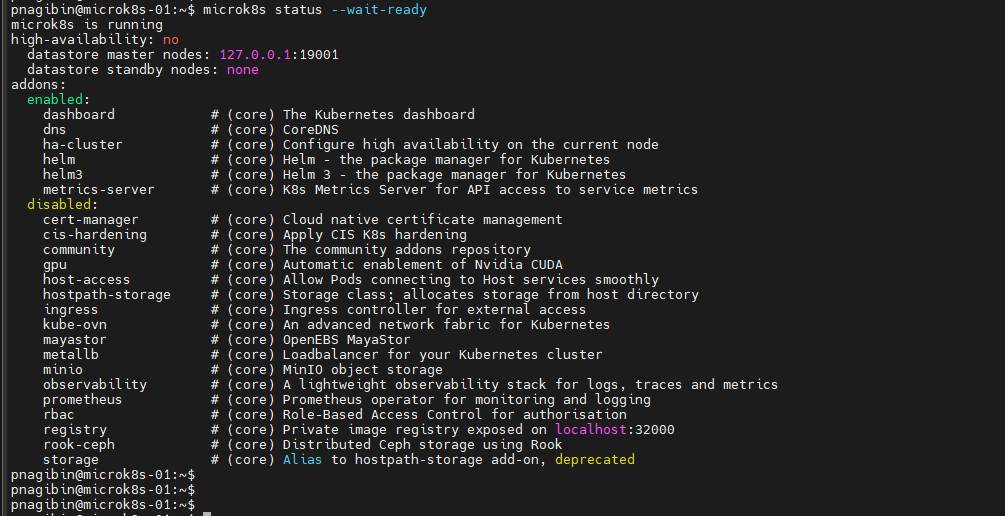 pnagibin@microk8s-01:~$ microk8s status --wait-ready
microk8s is running
high-availability: no
  datastore master nodes: 127.0.0.1:19001
  datastore standby nodes: none
addons:
  enabled:
    dashboard            # (core) The Kubernetes dashboard
    dns                  # (core) CoreDNS
    ha-cluster           # (core) Configure high availability on the current node
    helm                 # (core) Helm - the package manager for Kubernetes
    helm3                # (core) Helm 3 - the package manager for Kubernetes
    metrics-server       # (core) K8s Metrics Server for API access to service metrics
  disabled:
    cert-manager         # (core) Cloud native certificate management
    cis-hardening        # (core) Apply CIS K8s hardening
    community            # (core) The community addons repository
    gpu                  # (core) Automatic enablement of Nvidia CUDA
    host-access          # (core) Allow Pods connecting to Host services smoothly
    hostpath-storage     # (core) Storage class; allocates storage from host directory
    ingress              # (core) Ingress controller for external access
    kube-ovn             # (core) An advanced network fabric for Kubernetes
    mayastor             # (core) OpenEBS MayaStor
    metallb              # (core) Loadbalancer for your Kubernetes cluster
    minio                # (core) MinIO object storage
    observability        # (core) A lightweight observability stack for logs, traces and metrics
    prometheus           # (core) Prometheus operator for monitoring and logging
    rbac                 # (core) Role-Based Access Control for authorisation
    registry             # (core) Private image registry exposed on localhost:32000
    rook-ceph            # (core) Distributed Ceph storage using Rook
    storage              # (core) Alias to hostpath-storage add-on, deprecated
pnagibin@microk8s-01:~$
pnagibin@microk8s-01:~$
pnagibin@microk8s-01:~$